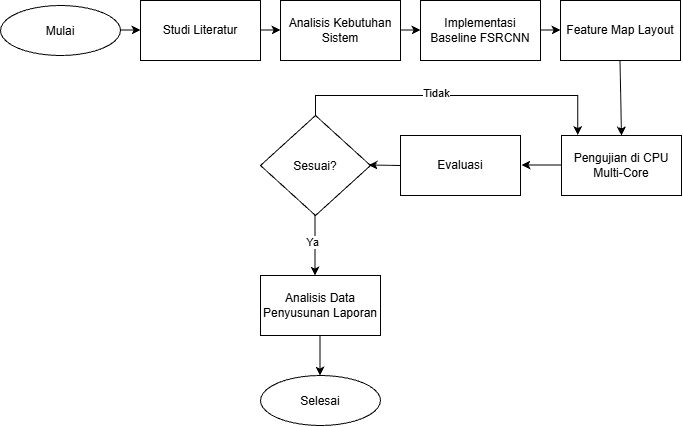 Mulai
Studi Literatur
Analisis Kebutuhan
Sistem
Implementasi
Baseline FSRCNN
Feature Map Layout
Tidak
Sesuai?
Evaluasi
Pengujian di CPU
Multi-Core
Ya
Analisis Data
Penyusunan Laporan
Selesai